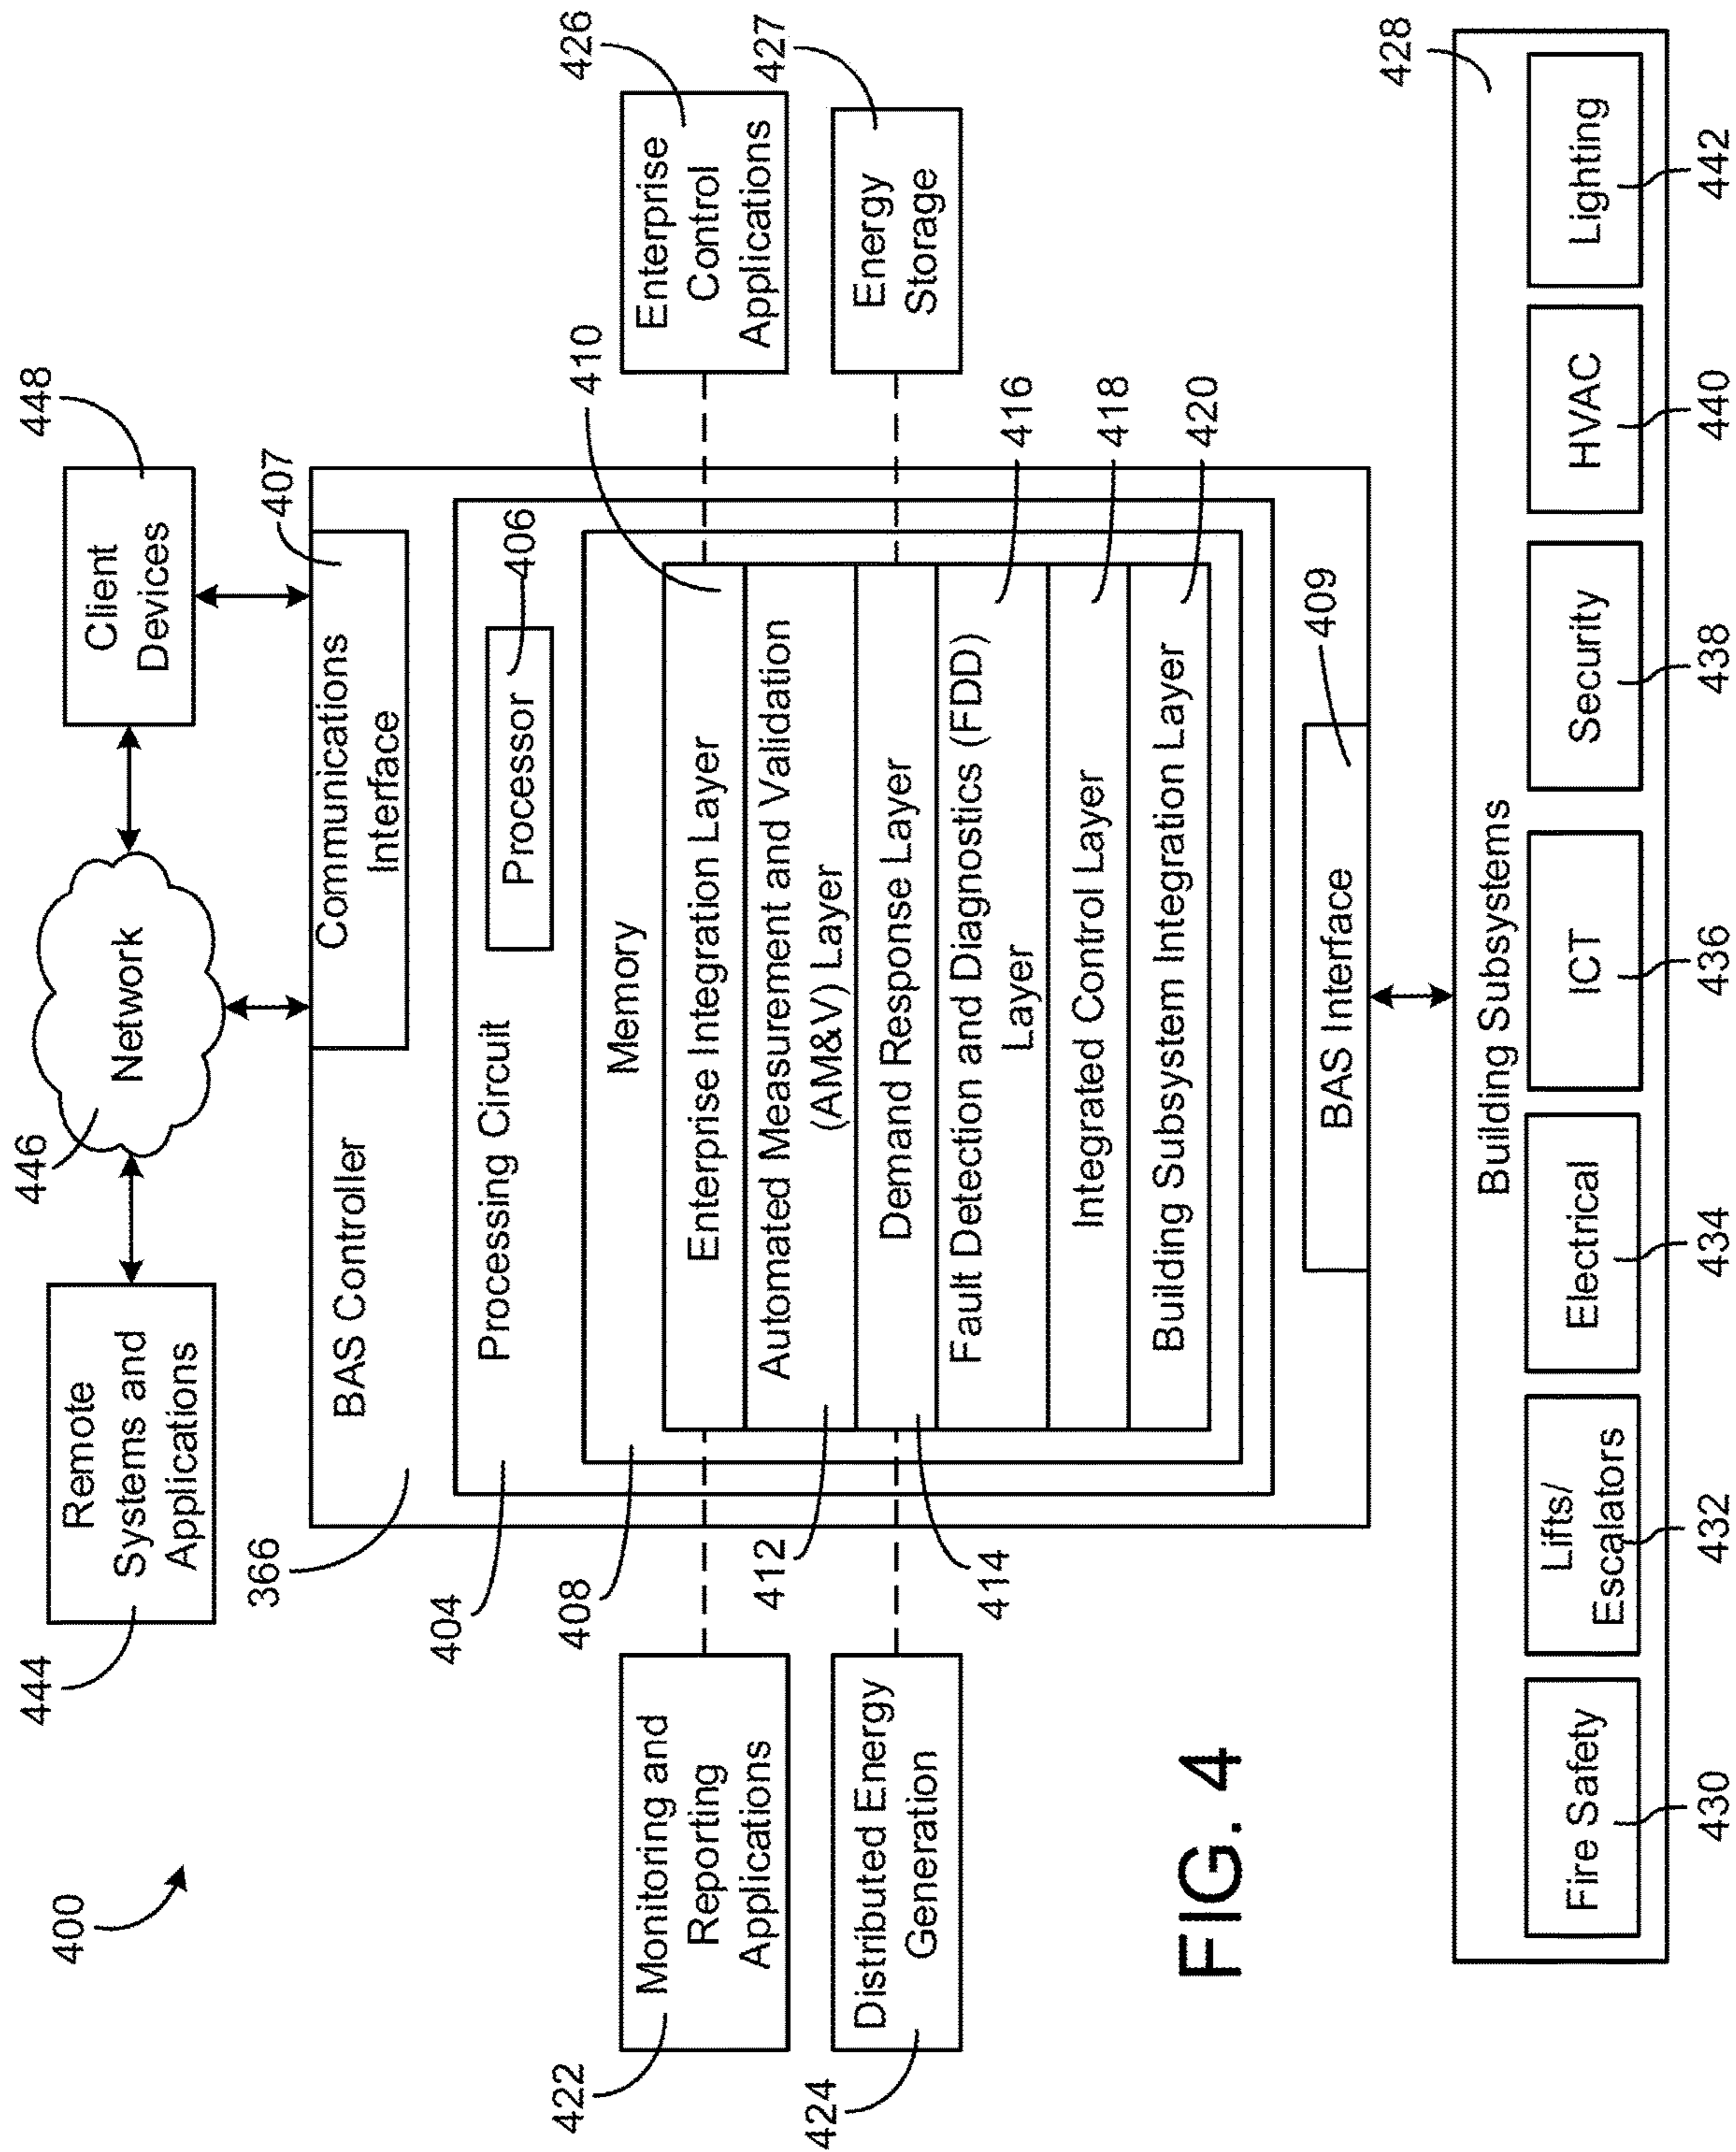 400
444
Remote
Systems and
Applications
446
Network
448
Client
Devices
366
BAS Controller
407
Communications
Interface
404
Processing Circuit
Processor
406
408
Memory
410
Enterprise Integration Layer
412
Automated Measurement and Validation
(AM&V) Layer
414
Demand Response Layer
416
Fault Detection and Diagnostics (FDD)
Layer
418
Integrated Control Layer
420
Building Subsystem Integration Layer
422
Monitoring and
Reporting
Applications
424
Distributed Energy
Generation
426
Enterprise
Control
Applications
427
Energy
Storage
409
BAS Interface
428
Building Subsystems
Fire Safety
Lifts/
Escalators
Electrical
ICT
Security
HVAC
Lighting
430
432
434
436
438
440
442
FIG. 4